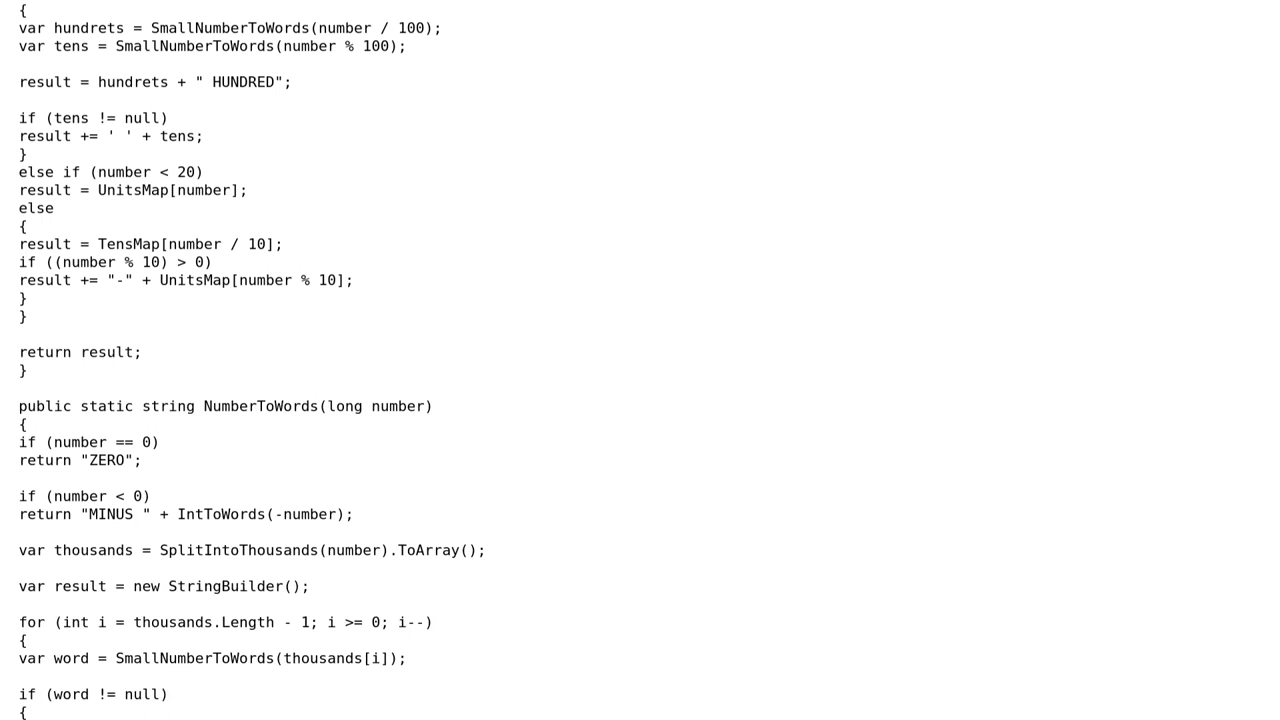 {
var hundrets = SmallNumberToWords(number / 100);
var tens = SmallNumberToWords(number % 100);

result = hundrets + " HUNDRED";

if (tens != null)
result += ' ' + tens;
}
else if (number < 20)
result = UnitsMap[number];
else
{
result = TensMap[number / 10];
if ((number % 10) > 0)
result += "-" + UnitsMap[number % 10];
}
}

return result;
}

public static string NumberToWords(long number)
{
if (number == 0)
return "ZERO";

if (number < 0)
return "MINUS " + IntToWords(-number);

var thousands = SplitIntoThousands(number).ToArray();

var result = new StringBuilder();

for (int i = thousands.Length - 1; i >= 0; i--)
{
var word = SmallNumberToWords(thousands[i]);

if (word != null)
{